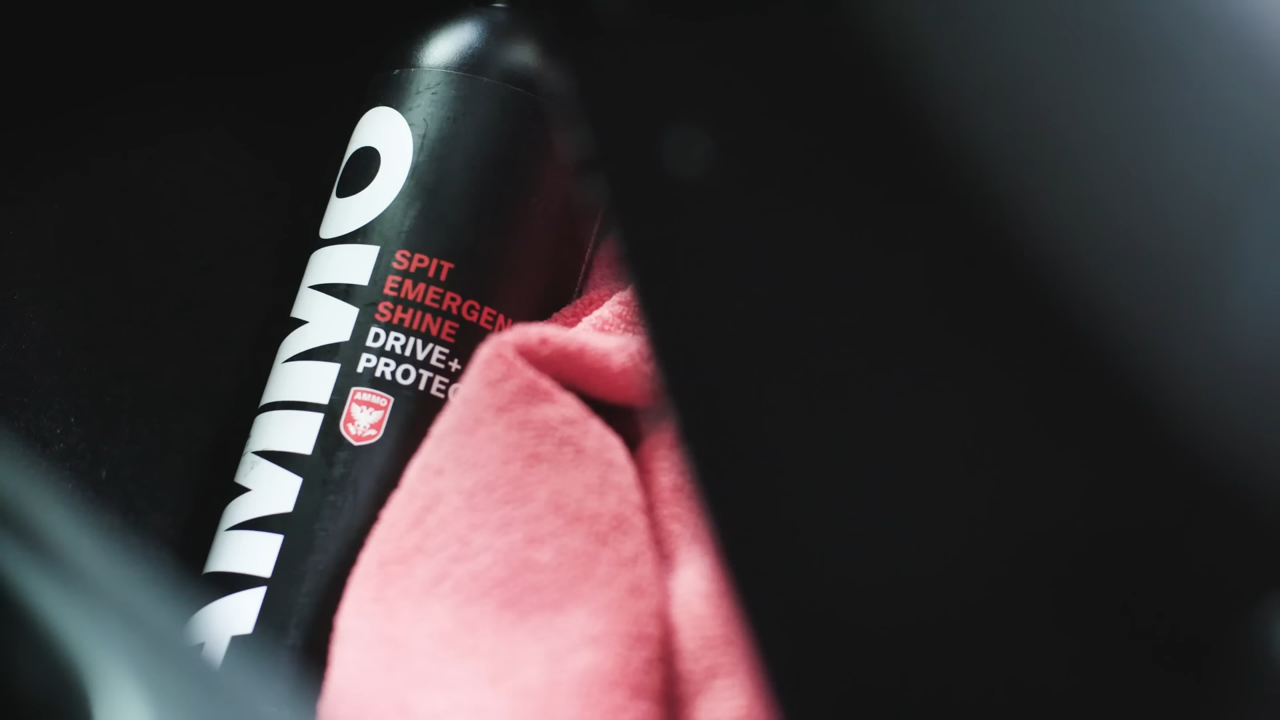 AMMO
SPIT
EMERGEN
SHINE
DRIVE+
PROTEC
AMMO